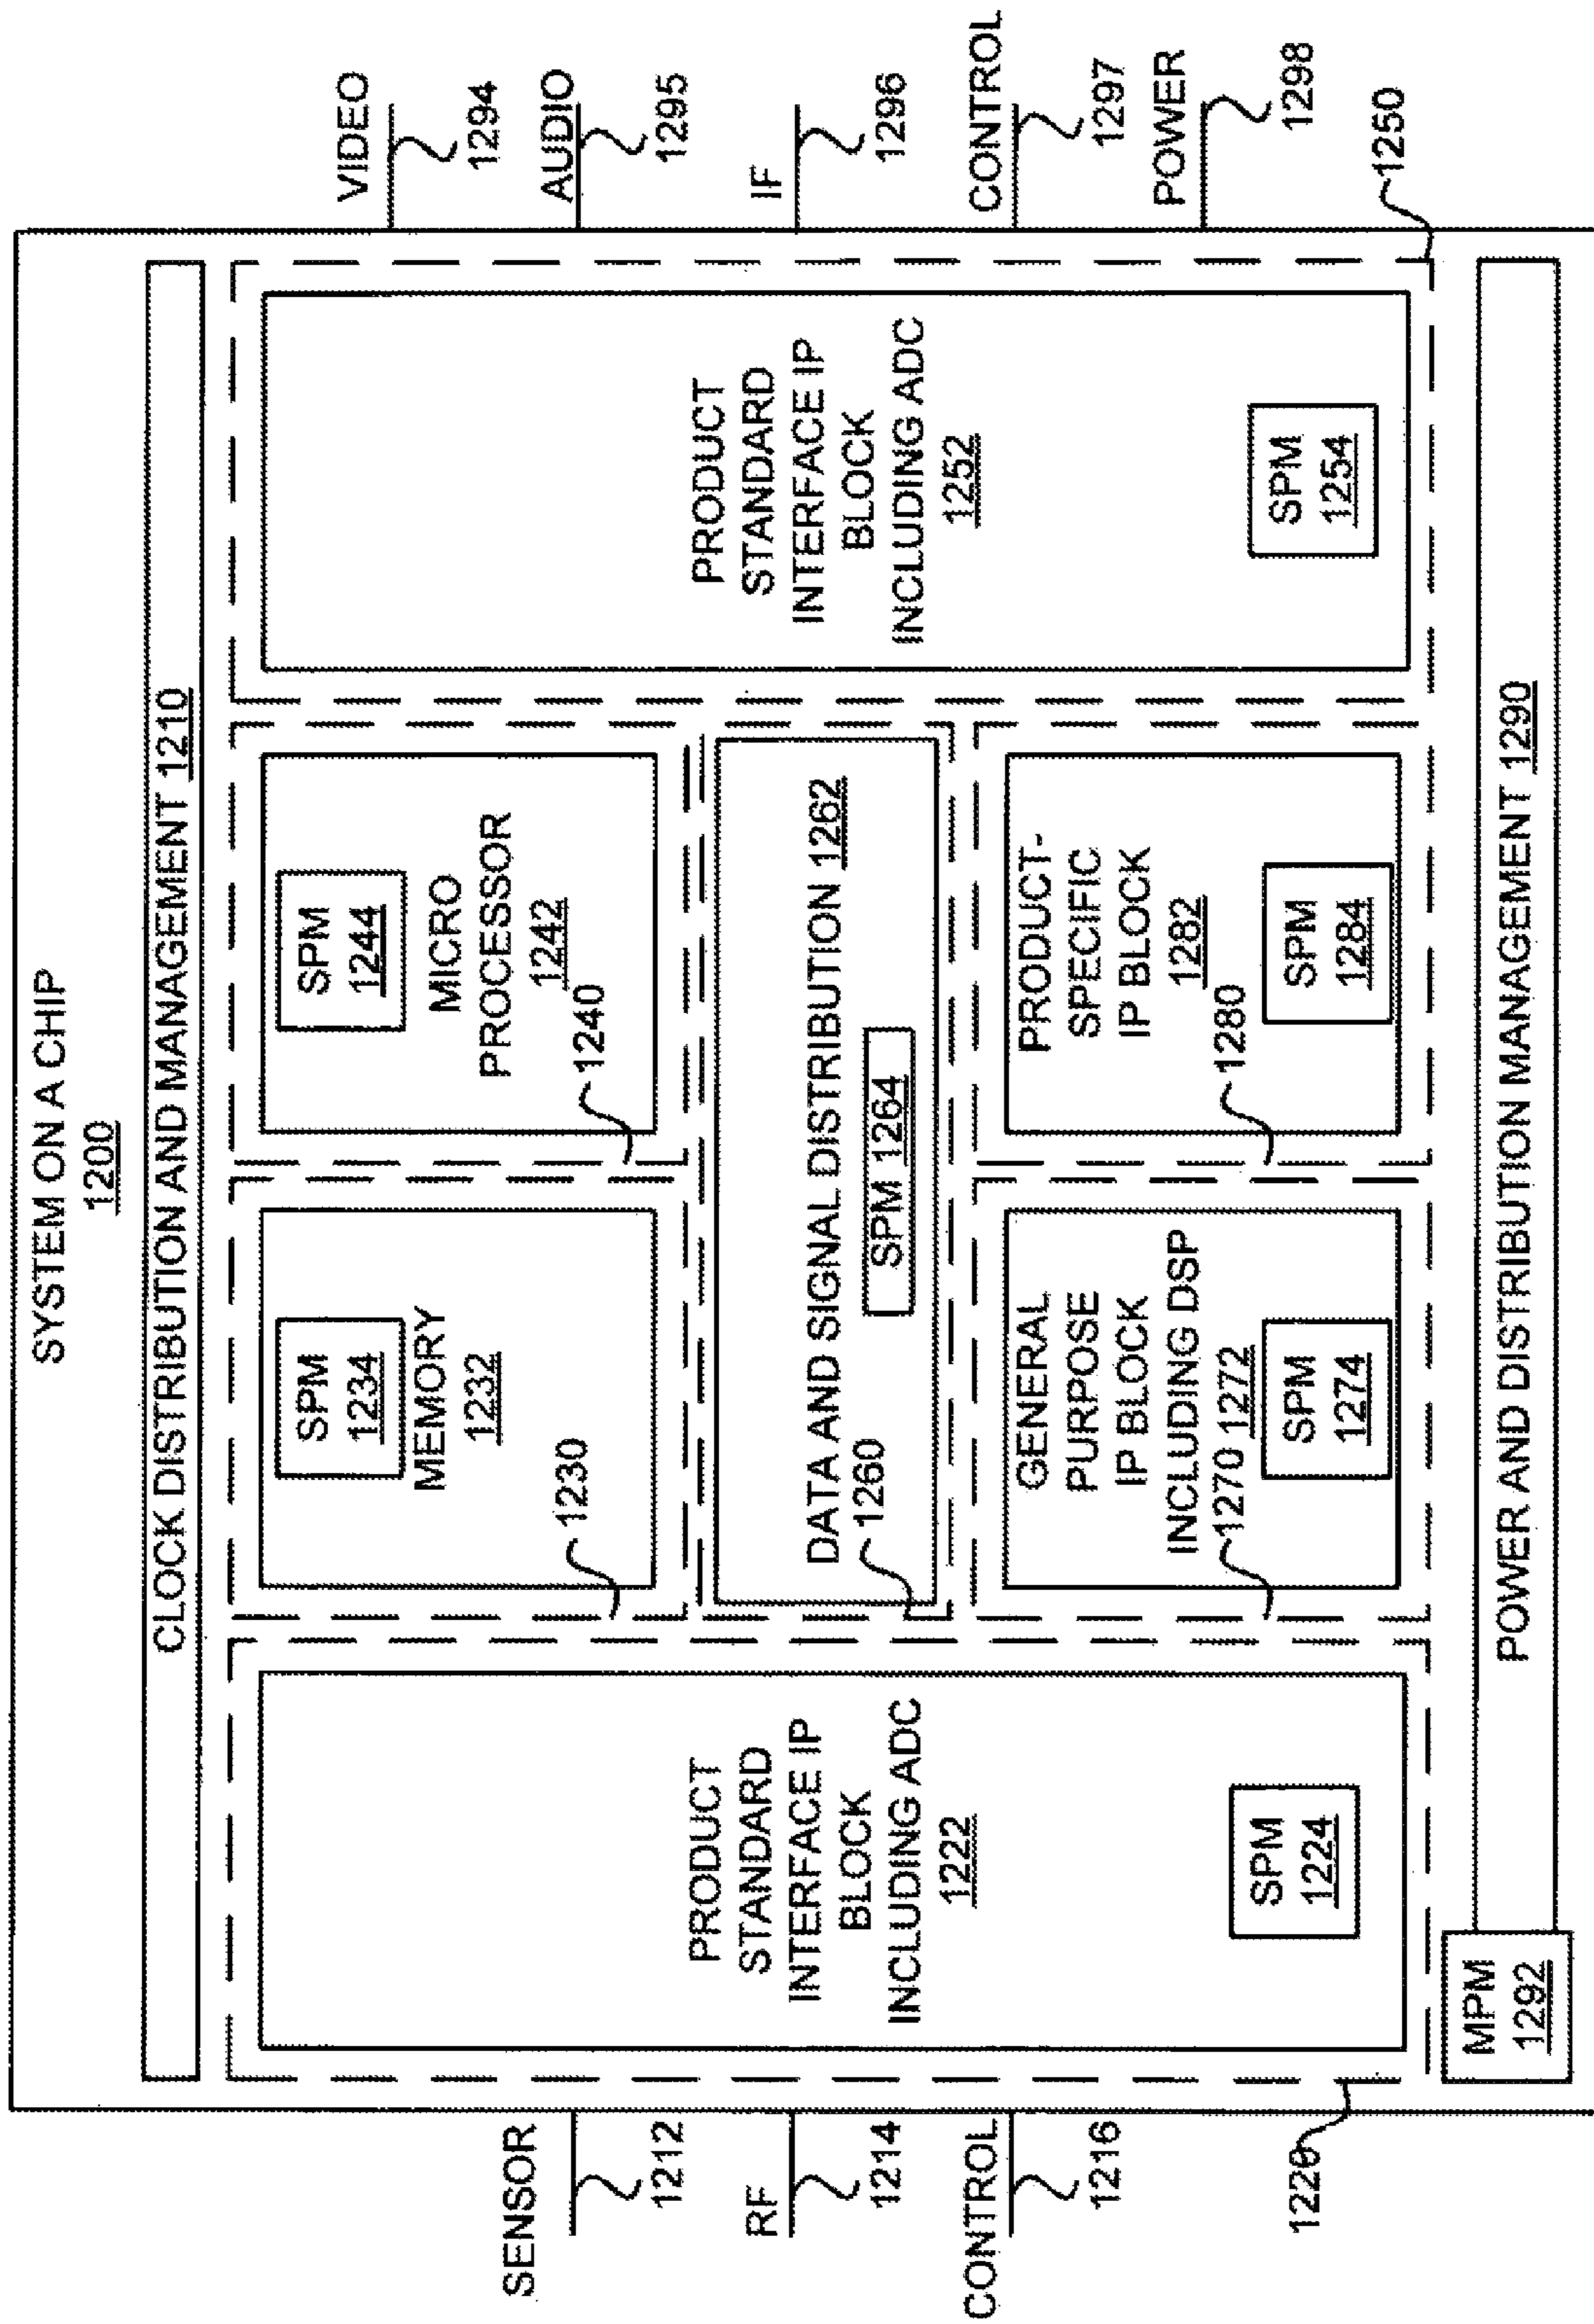 SYSTEM ON A CHIP
1200
CLOCK DISTRIBUTION AND MANAGEMENT 1210
SENSOR
1212
RF
1214
CONTROL
1216
1220
PRODUCT
STANDARD
INTERFACE IP
BLOCK
INCLUDING ADC
1222
SPM
1224
SPM
1234
MEMORY
1232
1230
SPM
1244
MICRO
PROCESSOR
1242
1240
DATA AND SIGNAL DISTRIBUTION 1262
1260
SPM 1264
GENERAL
PURPOSE
IP BLOCK
INCLUDING DSP
1270
1272
SPM
1274
PRODUCT-
SPECIFIC
IP BLOCK
1282
1280
SPM
1284
PRODUCT
STANDARD
INTERFACE IP
BLOCK
INCLUDING ADC
1252
SPM
1254
VIDEO
1294
AUDIO
1295
IF
1296
CONTROL
1297
POWER
1298
1250
MPM
1292
POWER AND DISTRIBUTION MANAGEMENT 1290